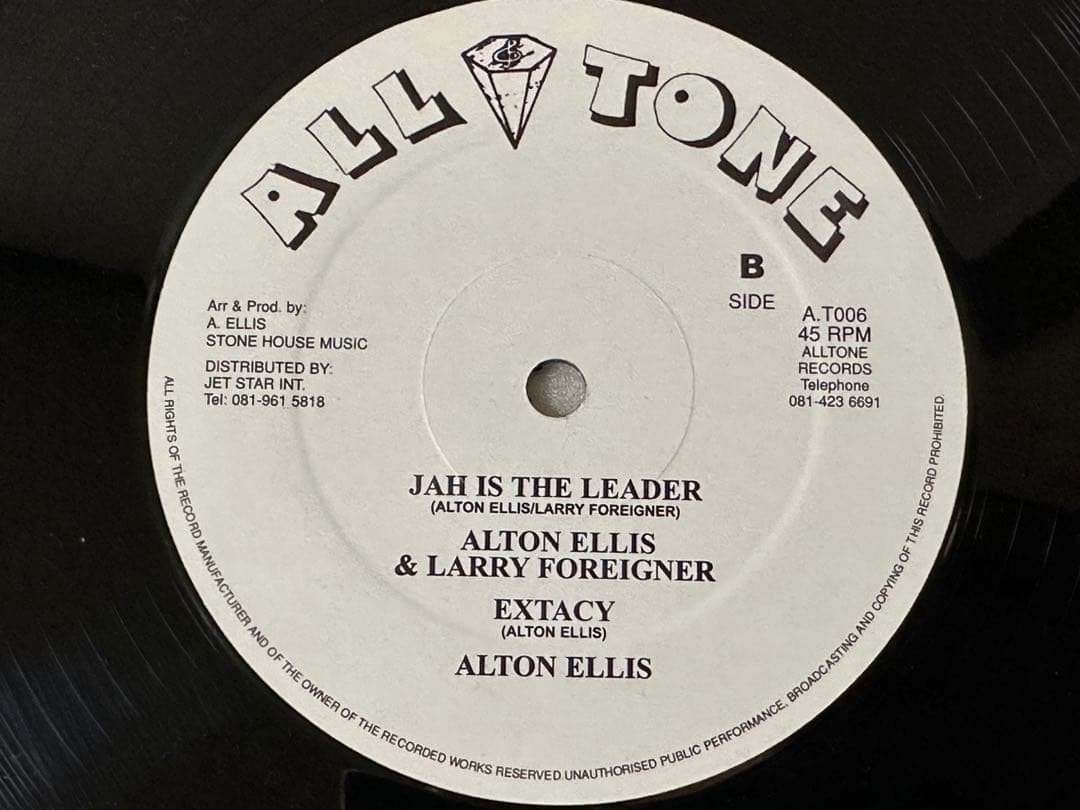 ALL TONE
B
SIDE
Arr & Prod. by:
A. ELLIS
STONE HOUSE MUSIC
DISTRIBUTED BY:
JET STAR INT.
Tel: 081-961 5818
A.T006
45 RPM
ALLTONE
RECORDS
Telephone
081-423 6691
JAH IS THE LEADER
(ALTON ELLIS/LARRY FOREIGNER)
ALTON ELLIS
& LARRY FOREIGNER
EXTACY
(ALTON ELLIS)
ALTON ELLIS
ALL RIGHTS OF THE RECORD MANUFACTURER AND OF THE OWNER OF THE RECORDED WORKS RESERVED. UNAUTHORISED PUBLIC PERFORMANCE, BROADCASTING AND COPYING OF THIS RECORD PROHIBITED.